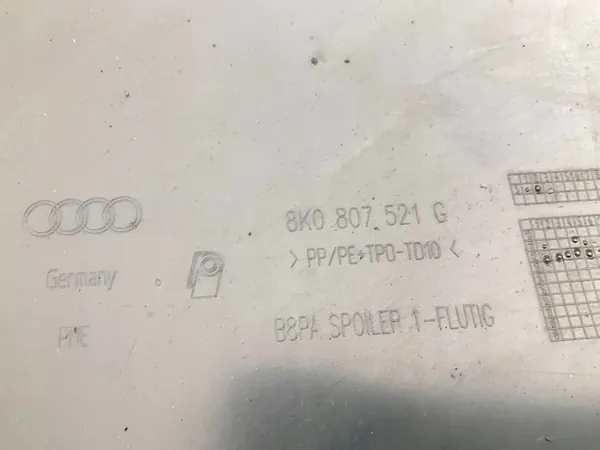 8K0 807 521 G
> PP/PE+TPO-TD10 <
Germany
B8PA SPOILER 1-FLUTIG